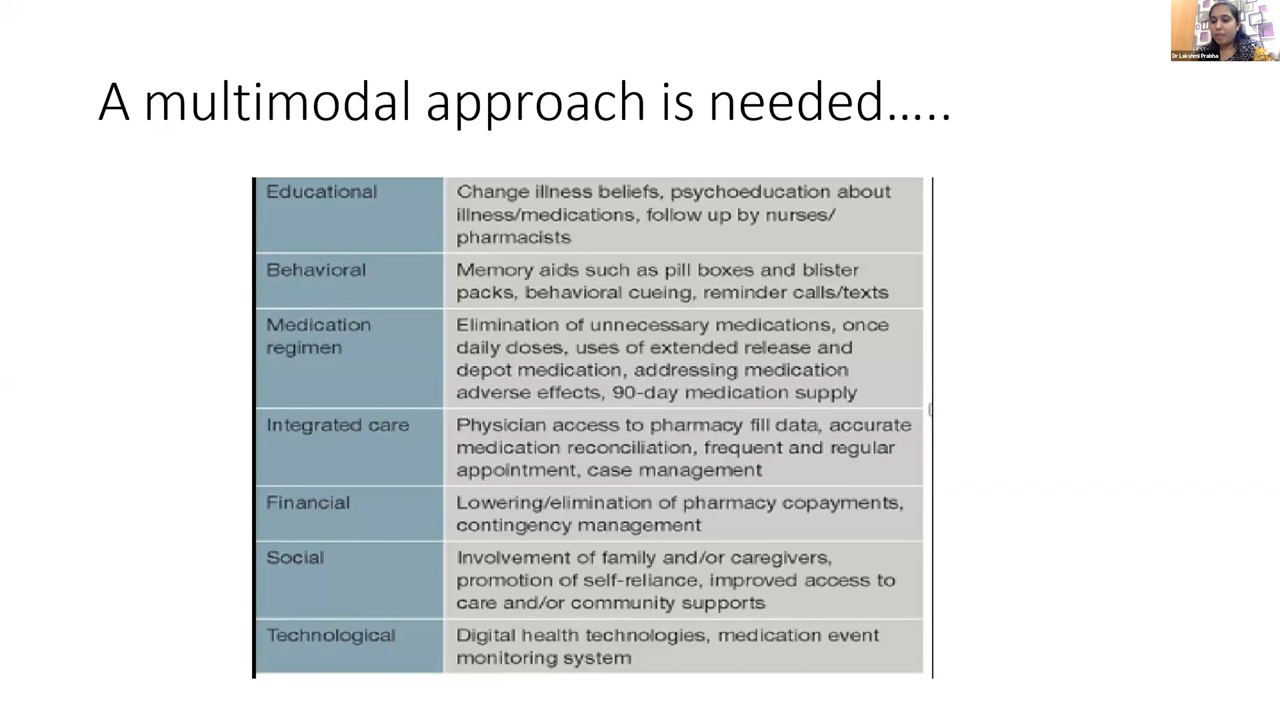 Dr Lakshmi Prabha
A multimodal approach is needed.....
Educational
Change illness beliefs, psychoeducation about
illness/medications, follow up by nurses/
pharmacists
Behavioral
Memory aids such as pill boxes and blister
packs, behavioral cueing, reminder calls/texts
Medication
regimen
Elimination of unnecessary medications, once
daily doses, uses of extended release and
depot medication, addressing medication
adverse effects, 90-day medication supply
Integrated care
Physician access to pharmacy fill data, accurate
medication reconciliation, frequent and regular
appointment, case management
Financial
Lowering/elimination of pharmacy copayments,
contingency management
Social
Involvement of family and/or caregivers,
promotion of self-reliance, improved access to
care and/or community supports
Technological
Digital health technologies, medication event
monitoring system